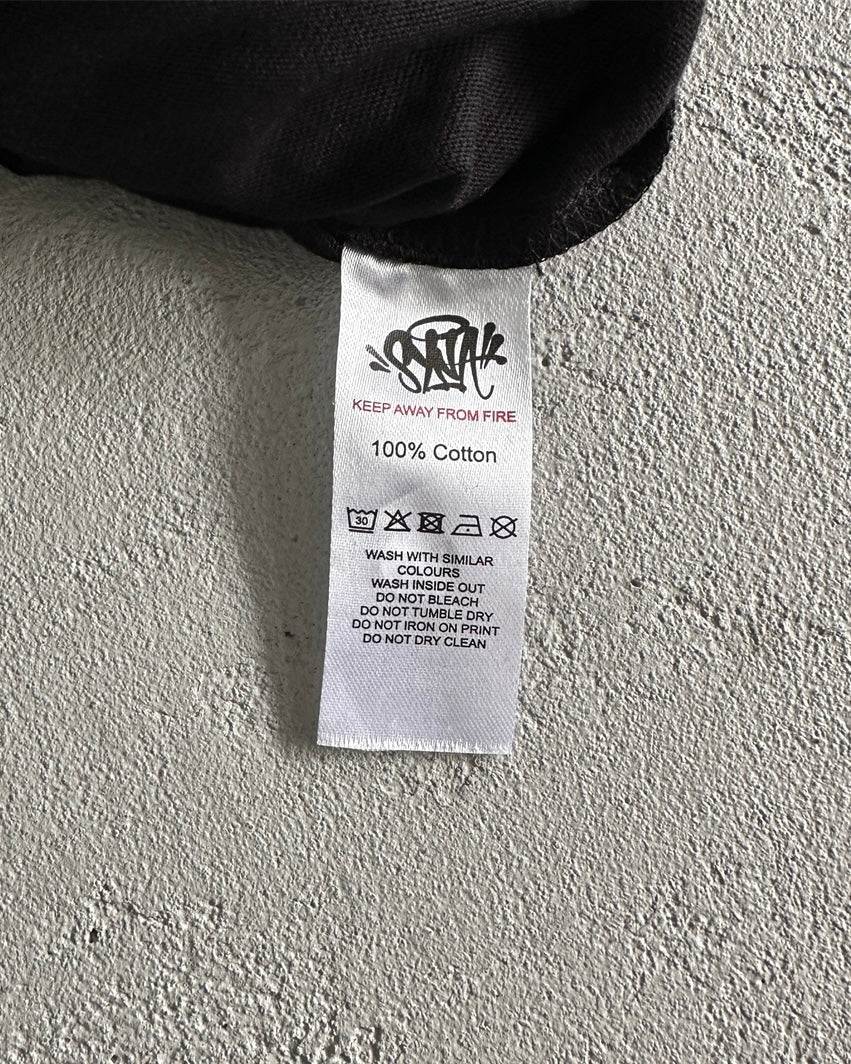 SYNA
KEEP AWAY FROM FIRE
100% Cotton
30
WASH WITH SIMILAR
COLOURS
WASH INSIDE OUT
DO NOT BLEACH
DO NOT TUMBLE DRY
DO NOT IRON ON PRINT
DO NOT DRY CLEAN